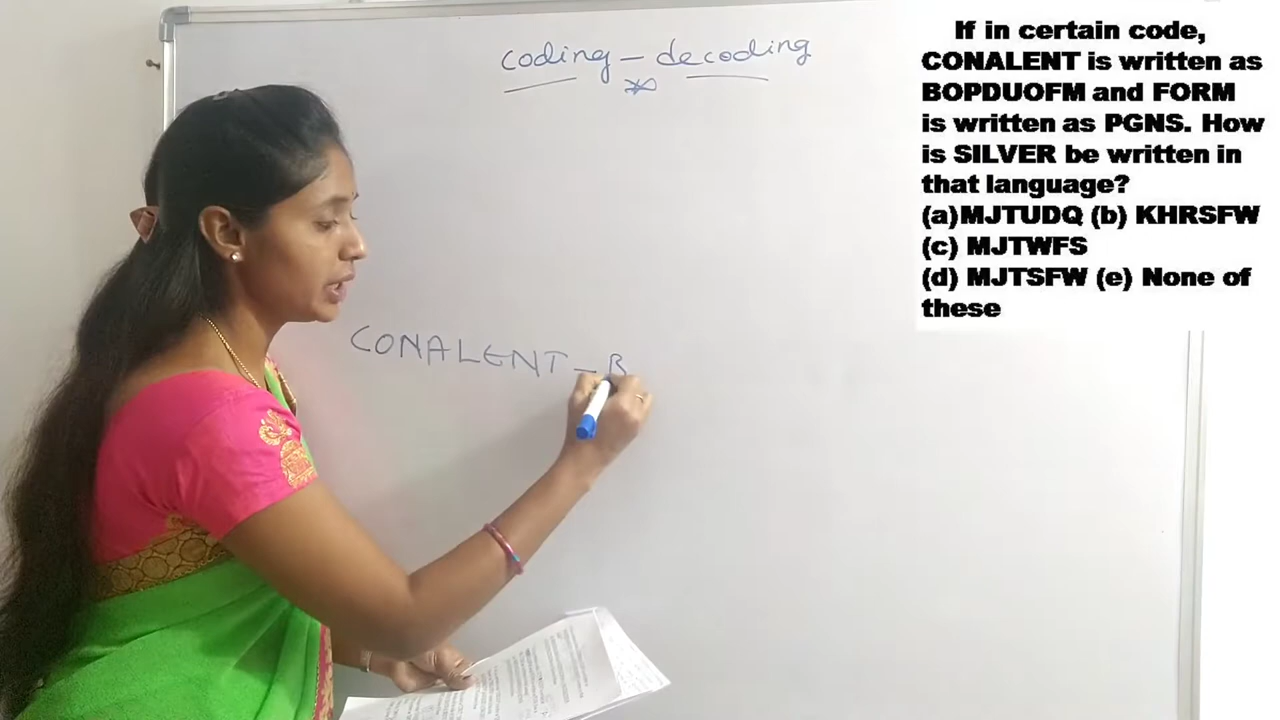 coding - decoding
If in certain code,
CONALENT is written as
BOPDUOFM and FORM
is written as PGNS. How
is SILVER be written in
that language?
(a)MJTUDQ (b) KHRSFW
(c) MJTWFS
(d) MJTSFW (e) None of
these
CONALENT - B